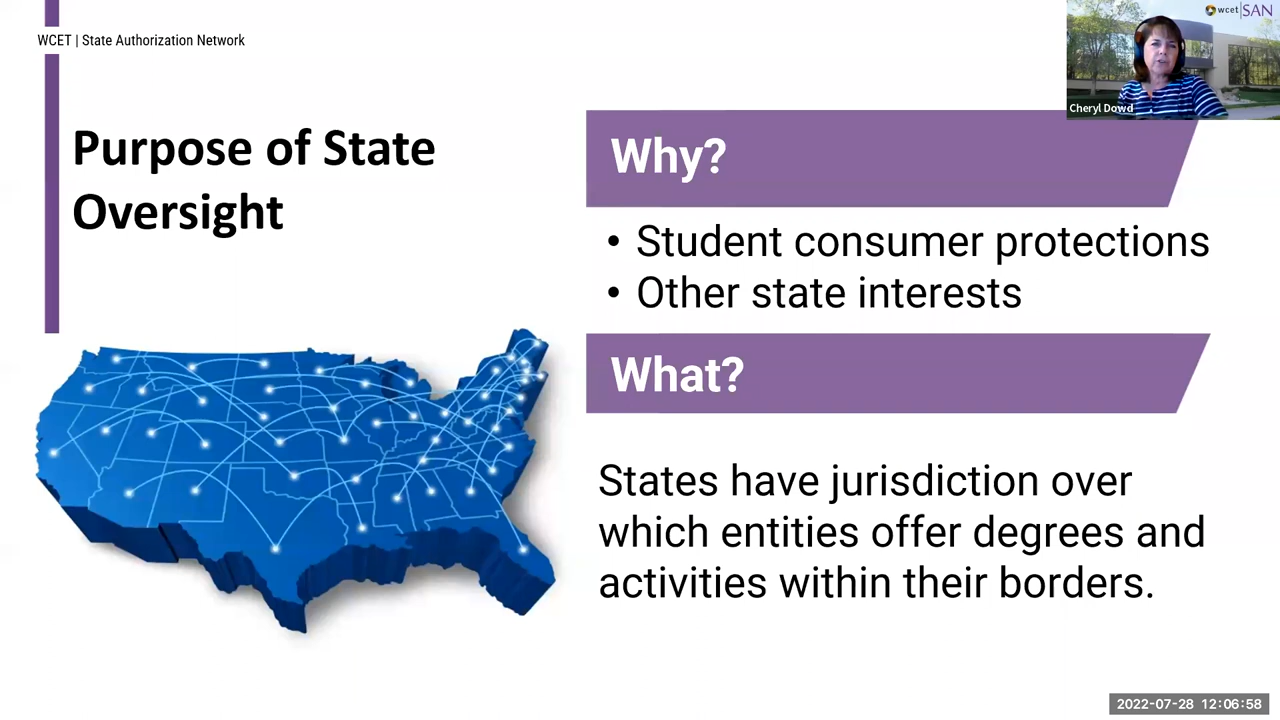 WCET | State Authorization Network
wcet | SAN
Cheryl Dowd
Purpose of State
Oversight
Why?
• Student consumer protections
• Other state interests
What?
States have jurisdiction over
which entities offer degrees and
activities within their borders.
2022-07-28 12:06:58